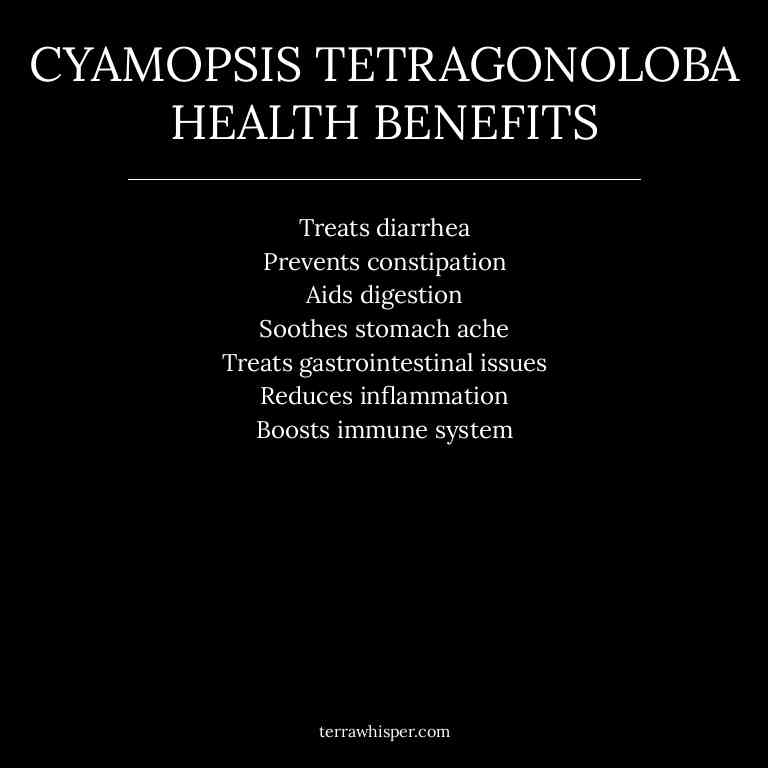 CYAMOPSIS TETRAGONOLOBA
HEALTH BENEFITS
Treats diarrhea
Prevents constipation
Aids digestion
Soothes stomach ache
Treats gastrointestinal issues
Reduces inflammation
Boosts immune system
terrawhisper.com